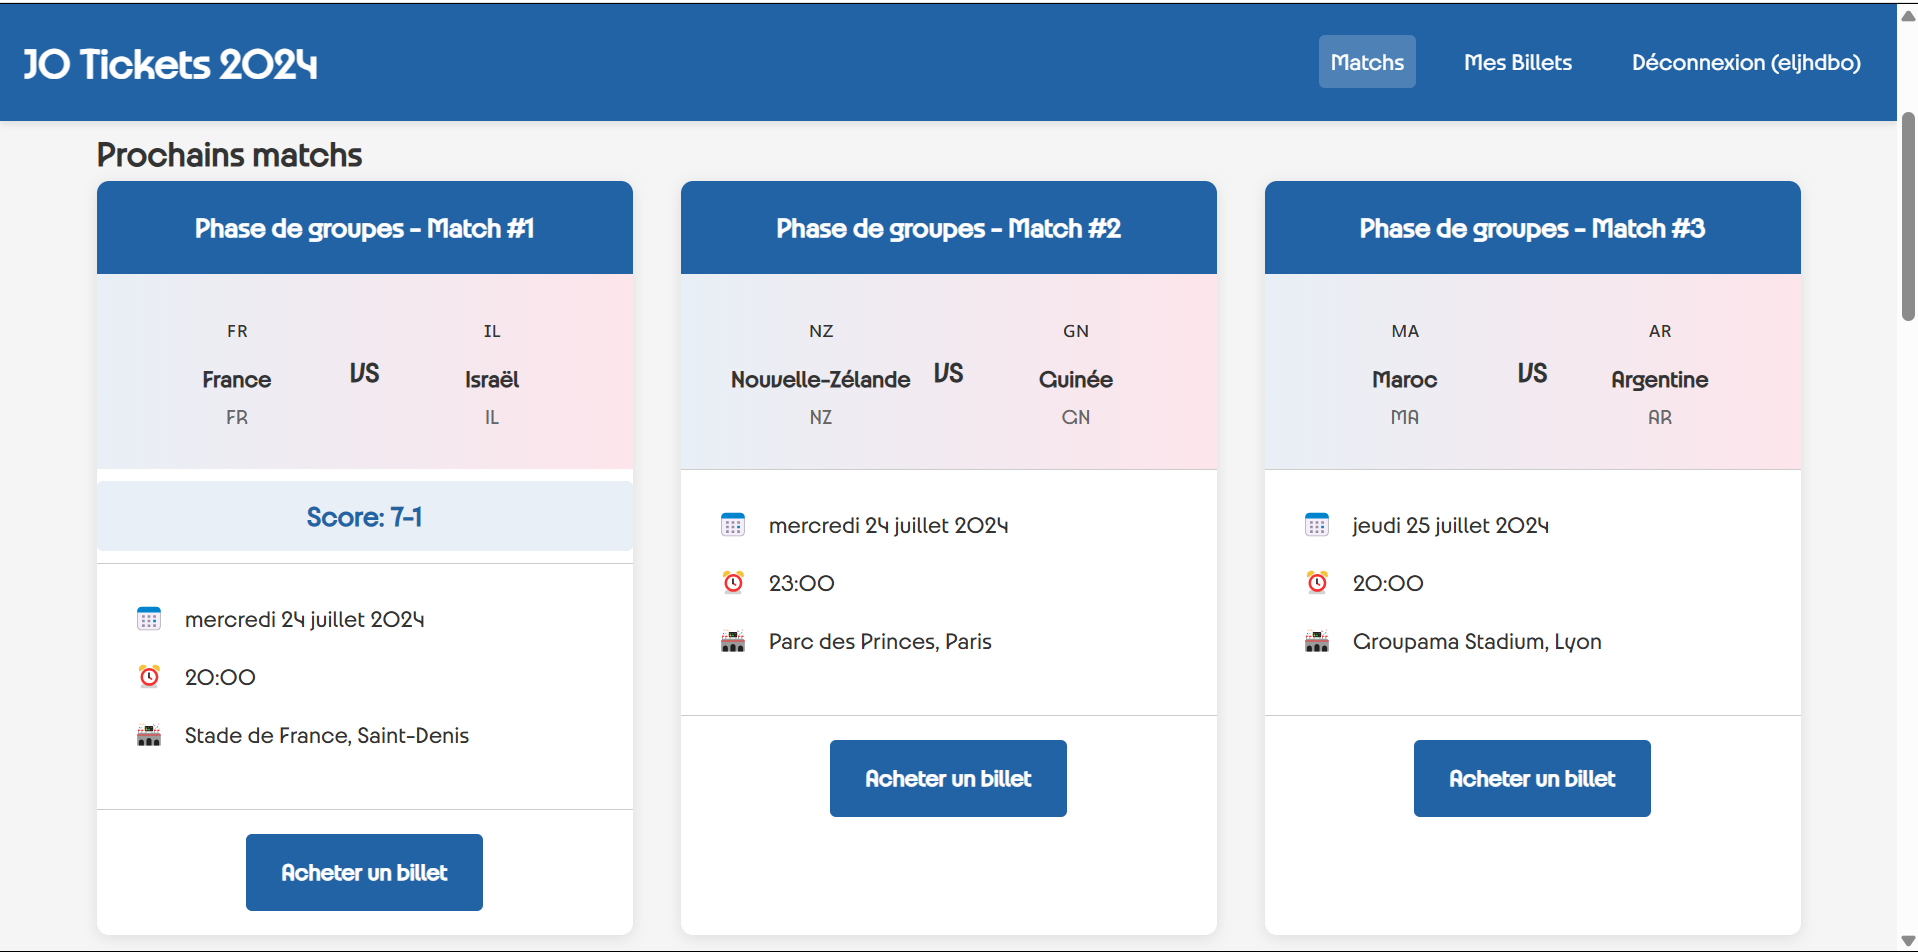 JO Tickets 2024
Matchs
Mes Billets
Déconnexion (eljhdbo)
Prochains matchs
Phase de groupes - Match #1
FR
IL
France
VS
Israël
FR
IL
Score: 7-1
mercredi 24 juillet 2024
20:00
Stade de France, Saint-Denis
Acheter un billet
Phase de groupes - Match #2
NZ
GN
Nouvelle-Zélande
VS
Guinée
NZ
GN
mercredi 24 juillet 2024
23:00
Parc des Princes, Paris
Acheter un billet
Phase de groupes - Match #3
MA
AR
Maroc
VS
Argentine
MA
AR
jeudi 25 juillet 2024
20:00
Groupama Stadium, Lyon
Acheter un billet